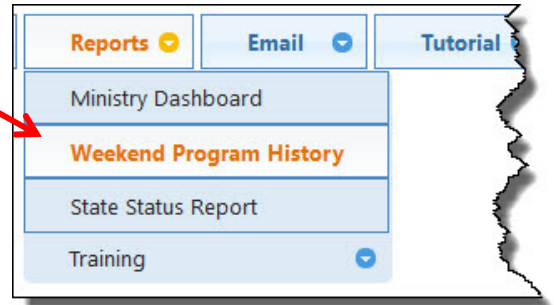 Reports Email Tutorial
Ministry Dashboard
Weekend Program History
State Status Report
Training